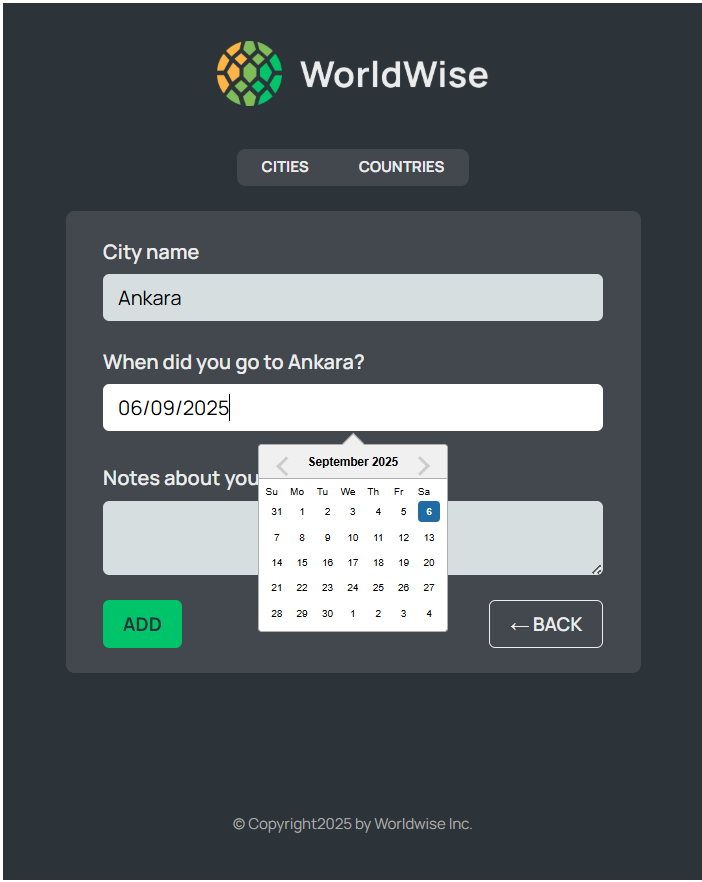 WorldWise
CITIES COUNTRIES
City name
Ankara
When did you go to Ankara?
06/09/2025
September 2025
Su Mo Tu We Th Fr Sa
31 1 2 3 4 5 6
7 8 9 10 11 12 13
14 15 16 17 18 19 20
21 22 23 24 25 26 27
28 29 30 1 2 3 4
Notes about you
ADD
← BACK
© Copyright2025 by Worldwise Inc.